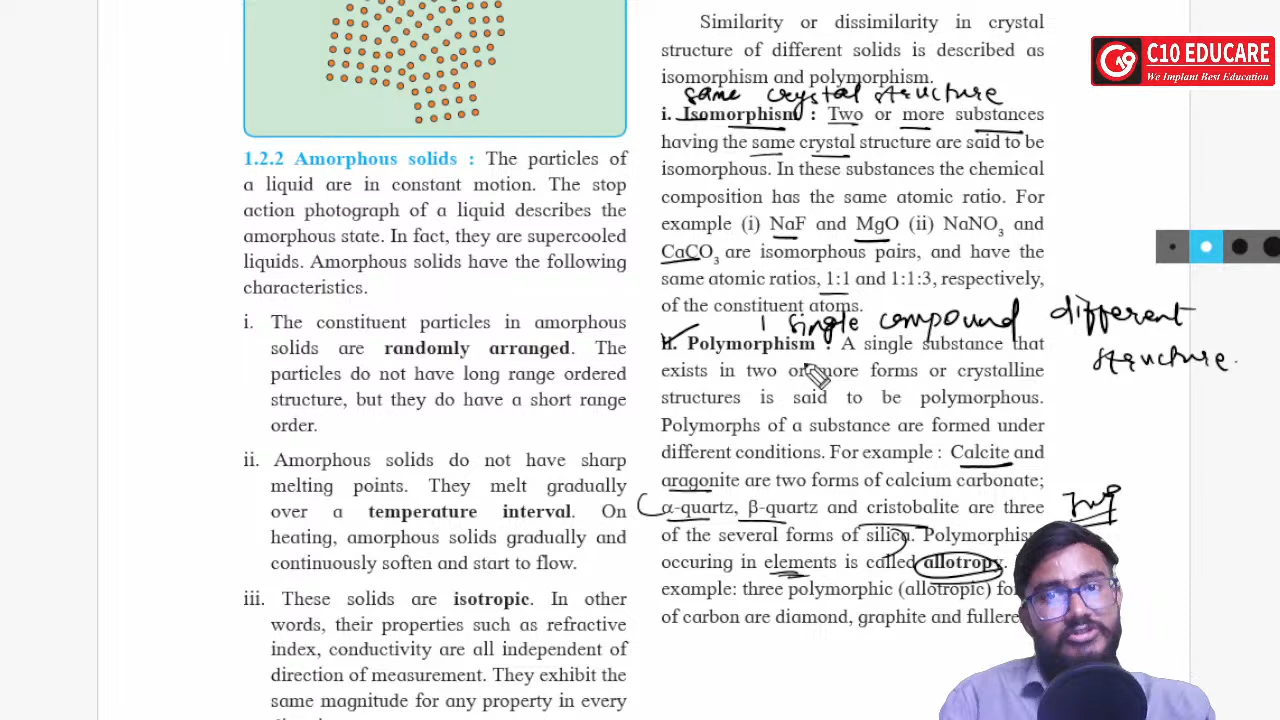 1.2.2 Amorphous solids : The particles of
a liquid are in constant motion. The stop
action photograph of a liquid describes the
amorphous state. In fact, they are supercooled
liquids. Amorphous solids have the following
characteristics.
i. The constituent particles in amorphous
solids are randomly arranged. The
particles do not have long range ordered
structure, but they do have a short range
order.
ii. Amorphous solids do not have sharp
melting points. They melt gradually
over a temperature interval. On
heating, amorphous solids gradually and
continuously soften and start to flow.
iii. These solids are isotropic. In other
words, their properties such as refractive
index, conductivity are all independent of
direction of measurement. They exhibit the
same magnitude for any property in every
Similarity or dissimilarity in crystal
structure of different solids is described as
isomorphism and polymorphism.
same crystal structure
i. Isomorphism : Two or more substances
having the same crystal structure are said to be
isomorphous. In these substances the chemical
composition has the same atomic ratio. For
example (i) NaF and MgO (ii) NaNO₃ and
CaCO₃ are isomorphous pairs, and have the
same atomic ratios, 1:1 and 1:1:3, respectively,
of the constituent atoms.
1 single compound different
structure.
ii. Polymorphism : A single substance that
exists in two or more forms or crystalline
structures is said to be polymorphous.
Polymorphs of a substance are formed under
different conditions. For example : Calcite and
aragonite are two forms of calcium carbonate;
α-quartz, β-quartz and cristobalite are three
of the several forms of silica. Polymorphism
occuring in elements is called allotropy.
example: three polymorphic (allotropic)
of carbon are diamond, graphite and
C10 EDUCARE
We Implant Best Education